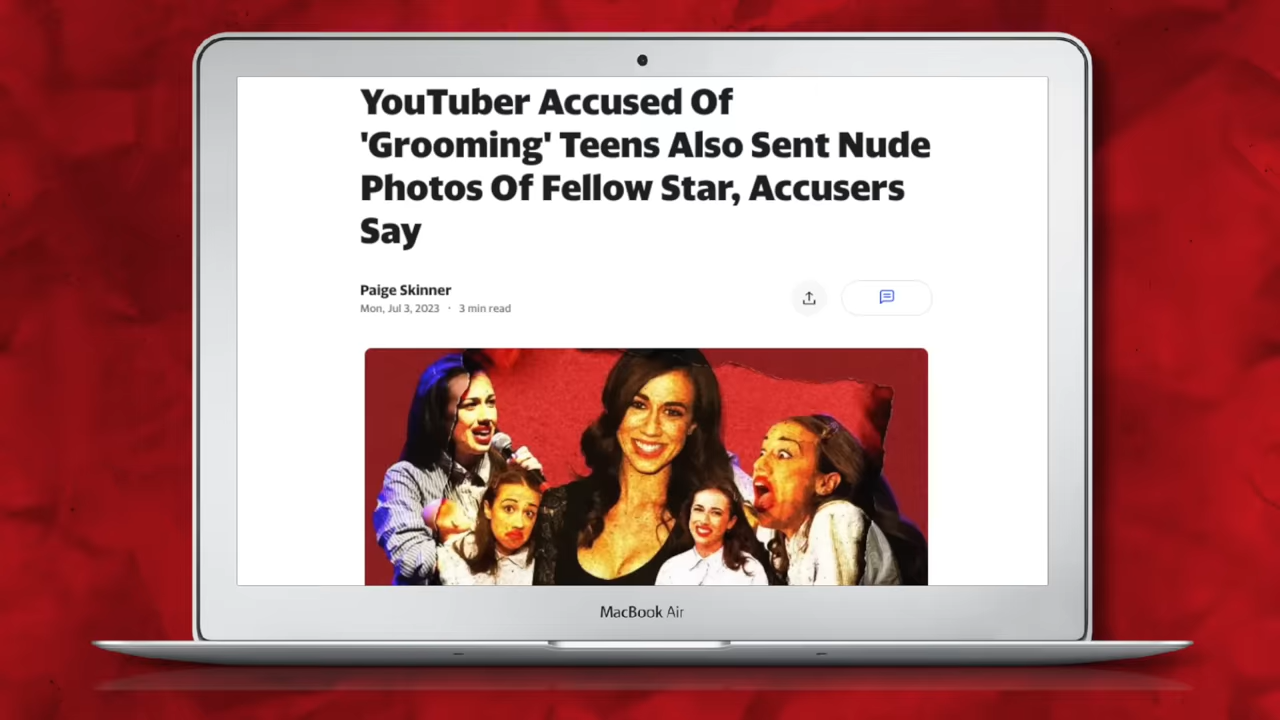 YouTuber Accused Of
'Grooming' Teens Also Sent Nude
Photos Of Fellow Star, Accusers
Say
Paige Skinner
Mon, Jul 3, 2023 · 3 min read
MacBook Air